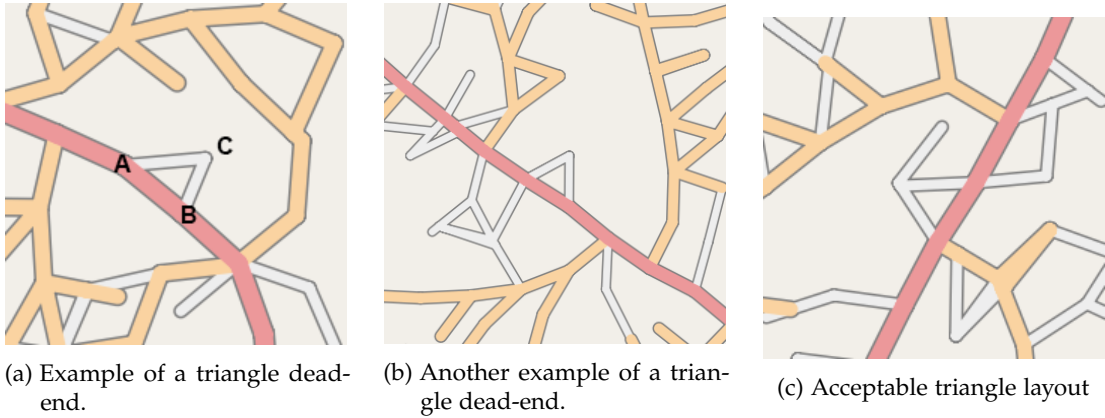 A
C
B
(a) Example of a triangle dead-
end.
(b) Another example of a trian-
gle dead-end.
(c) Acceptable triangle layout